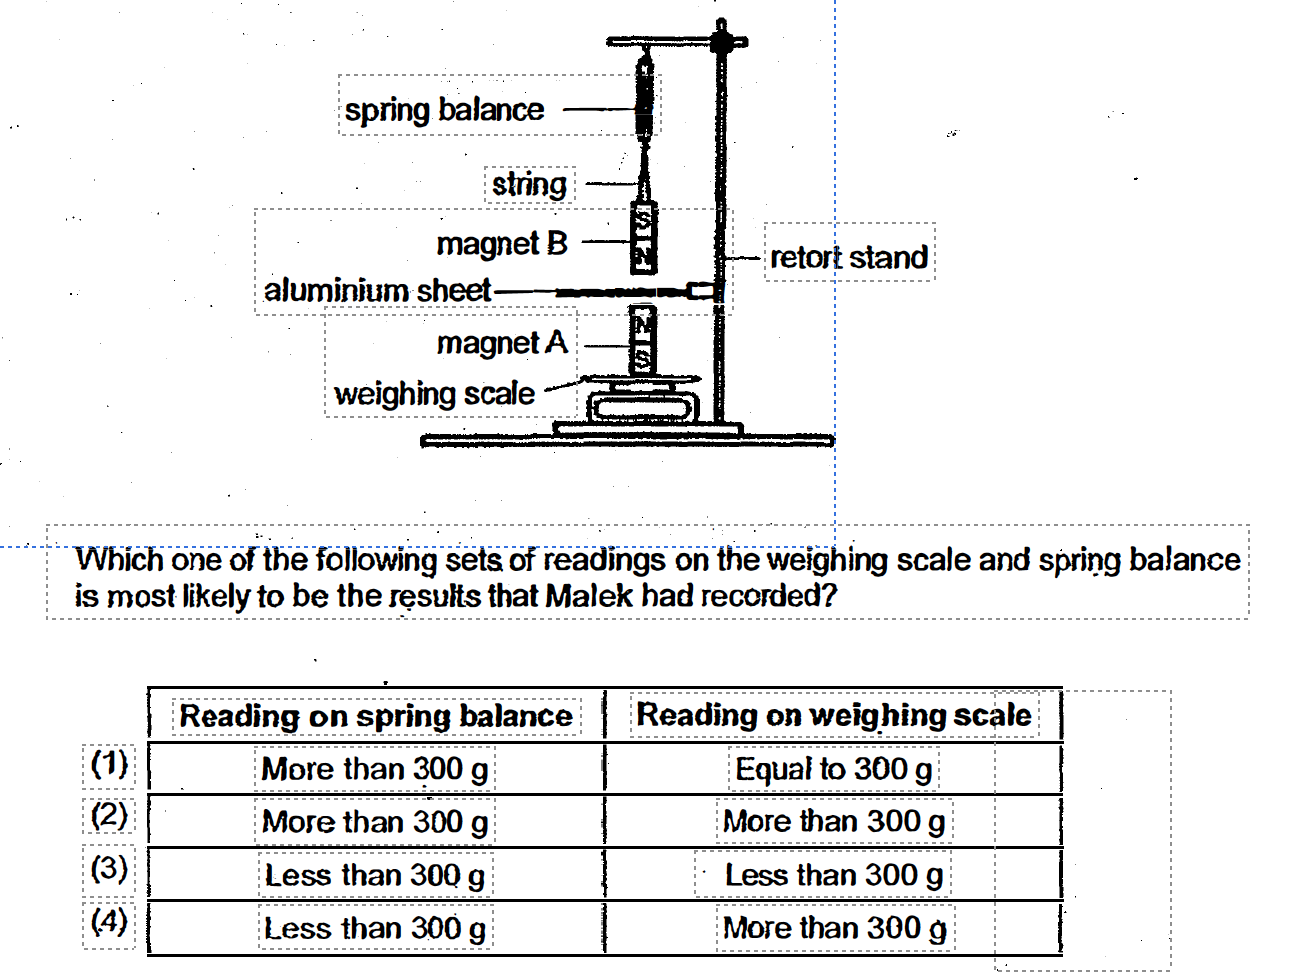 spring balance
string
S
magnet B
N
retort stand
aluminium sheet
N
magnet A
S
weighing scale
Which one of the following sets of readings on the weighing scale and spring balance
is most likely to be the results that Malek had recorded?
Reading on spring balance Reading on weighing scale
(1) More than 300 g Equal to 300 g
(2) More than 300 g More than 300 g
(3) Less than 300 g Less than 300 g
(4) Less than 300 g More than 300 g